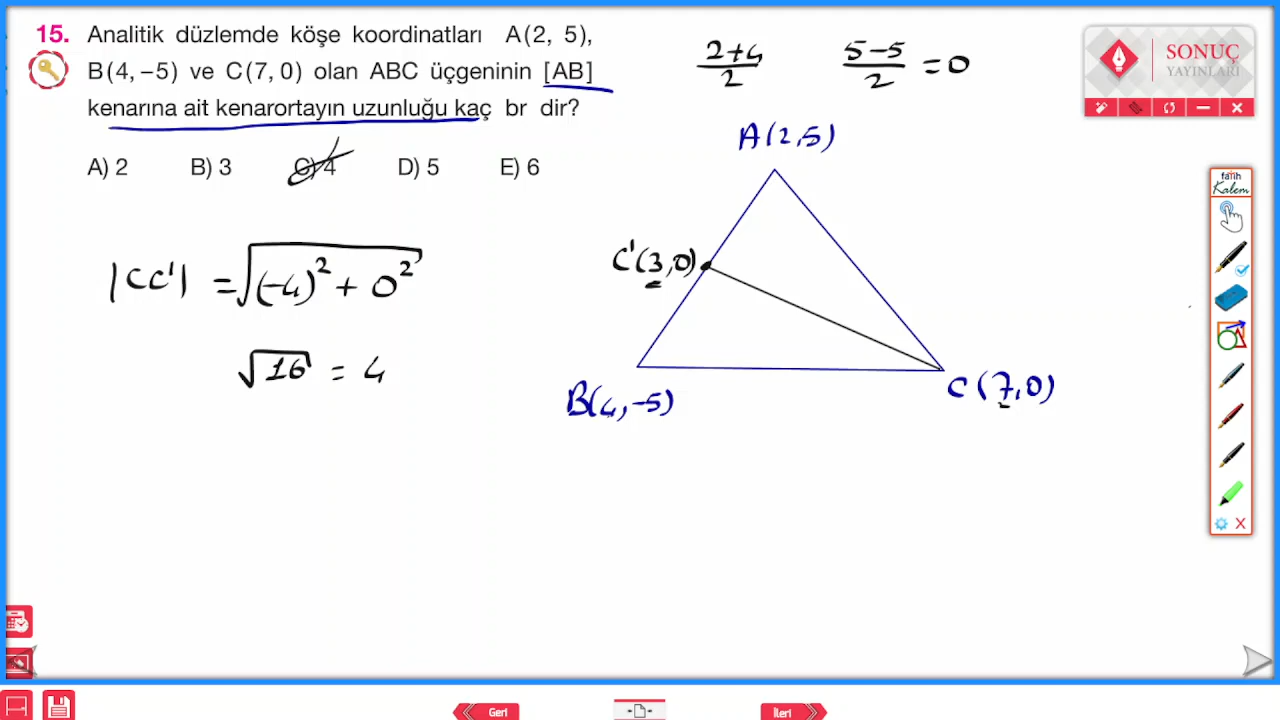 15. Analitik düzlemde köşe koordinatları A(2, 5),
B(4, –5) ve C(7, 0) olan ABC üçgeninin [AB]
kenarına ait kenarortayın uzunluğu kaç br dir?
A) 2 B) 3 C) 4 D) 5 E) 6
2+4/2 5-5/2 = 0
SONUÇ
YAYINLARI
A(2,5)
C'(3,0)
B(4,-5)
C(7,0)
|CC'| = √(-4)² + 0²
√16 = 4
fatih
Kalem
Geri
İleri